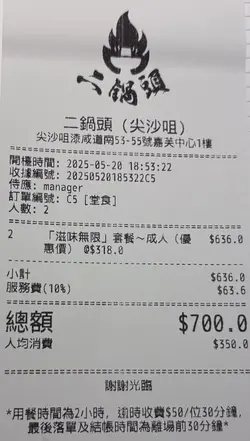 二鍋頭
二鍋頭 (尖沙咀)
尖沙咀漆咸道南53-55號嘉芙中心1樓
開檯時間: 2025-05-20 18:53:22
收據編號: 20250520185322C5
侍應: manager
訂單編號: C5 [堂食]
人數: 2
2 「滋味無限」套餐～成人 (優 $636.0
惠價) @$318.0
小計 $636.0
服務費(10%) $63.6
總額 $700.0
人均消費 $350.0
謝謝光臨
*用餐時間為2小時, 逾時收費$50/位30分鐘,
最後落單及結帳時間為離場前30分鐘*